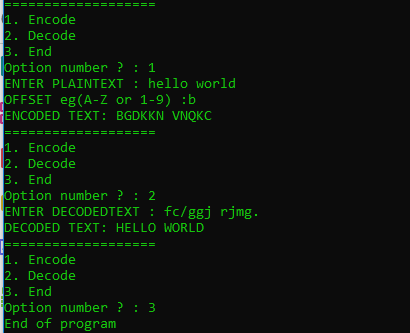 ===================
1. Encode
2. Decode
3. End
Option number ? : 1
ENTER PLAINTEXT : hello world
OFFSET eg(A-Z or 1-9) :b
ENCODED TEXT: BGDKKN VNQKC
===================
1. Encode
2. Decode
3. End
Option number ? : 2
ENTER DECODEDTEXT : fc/ggj rjmg.
DECODED TEXT: HELLO WORLD
===================
1. Encode
2. Decode
3. End
Option number ? : 3
End of program